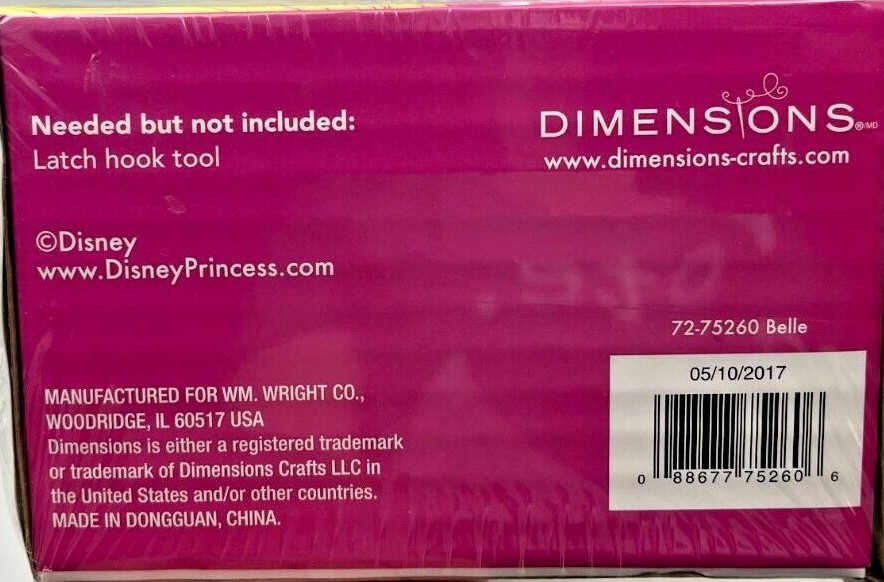 Needed but not included:
Latch hook tool
DIMENSIONS®/MD
www.dimensions-crafts.com
©Disney
www.DisneyPrincess.com
72-75260 Belle
MANUFACTURED FOR WM. WRIGHT CO.,
WOODRIDGE, IL 60517 USA
Dimensions is either a registered trademark
or trademark of Dimensions Crafts LLC in
the United States and/or other countries.
MADE IN DONGGUAN, CHINA.
05/10/2017
0 88677 75260 6